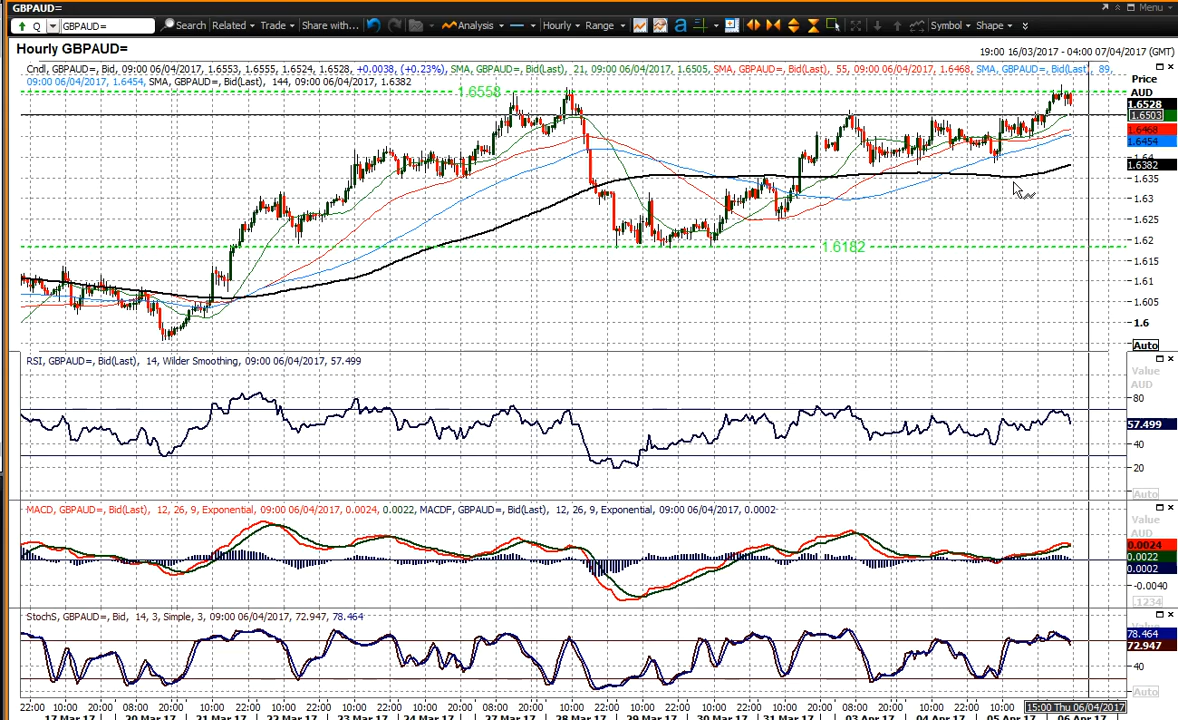 GBPAUD=
Menu
Q GBPAUD= Search Related Trade Share with... Analysis Hourly Range a Symbol Shape
Hourly GBPAUD=
19:00 16/03/2017 - 04:00 07/04/2017 (GMT)
Cndl, GBPAUD=, Bid, 09:00 06/04/2017, 1.6553, 1.6555, 1.6524, 1.6528, +0.0038, (+0.23%), SMA, GBPAUD=, Bid(Last), 21, 09:00 06/04/2017, 1.6505, SMA, GBPAUD=, Bid(Last), 55, 09:00 06/04/2017, 1.6468, SMA, GBPAUD=, Bid(Last), 89,
09:00 06/04/2017, 1.6454, SMA, GBPAUD=, Bid(Last), 144, 09:00 06/04/2017, 1.6382
Price
AUD
1.6558
1.6528
1.6503
1.6468
1.6454
1.64
1.6382
1.635
1.63
1.625
1.62
1.6182
1.615
1.61
1.605
1.6
Auto
RSI, GBPAUD=, Bid(Last), 14, Wilder Smoothing, 09:00 06/04/2017, 57.499
Value
AUD
80
57.499
40
20
Auto
MACD, GBPAUD=, Bid(Last), 12, 26, 9, Exponential, 09:00 06/04/2017, 0.0024, 0.0022, MACDF, GBPAUD=, Bid(Last), 12, 26, 9, Exponential, 09:00 06/04/2017, 0.0002
Value
AUD
0.0024
0.0022
0.0002
-0.0040
.1234
StochS, GBPAUD=, Bid, 14, 3, Simple, 3, 09:00 06/04/2017, 72.947, 78.464
Value
78.464
72.947
40
Auto
22:00 10:00 20:00 08:00 20:00 10:00 22:00 10:00 22:00 10:00 23:00 10:00 20:00 10:00 20:00 10:00 22:00 10:00 22:00 10:00 22:00 10:00 20:00 08:00 20:00 10:00 22:00 10:00 15:00 Thu 06/04/2017
17 Mar 17 20 Mar 17 21 Mar 17 22 Mar 17 23 Mar 17 24 Mar 17 27 Mar 17 28 Mar 17 29 Mar 17 30 Mar 17 31 Mar 17 03 Apr 17 04 Apr 17 05 Apr 17 06 Apr 17